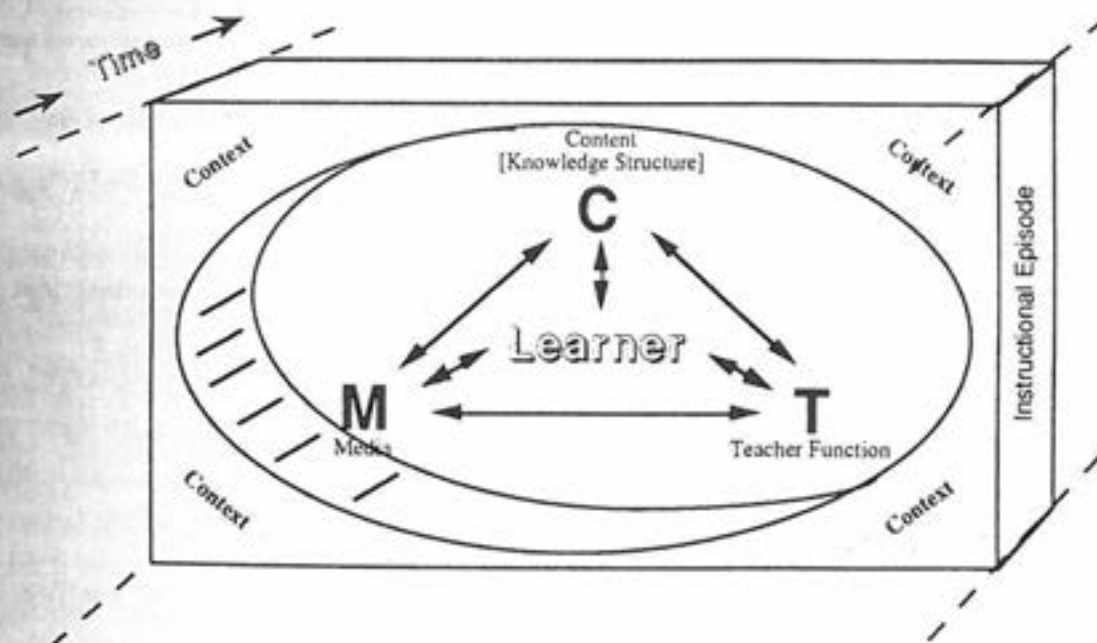 Time
Context
Context
Content
[Knowledge Structure]
C
Learner
M
Media
T
Teacher Function
Context
Context
Instructional Episode